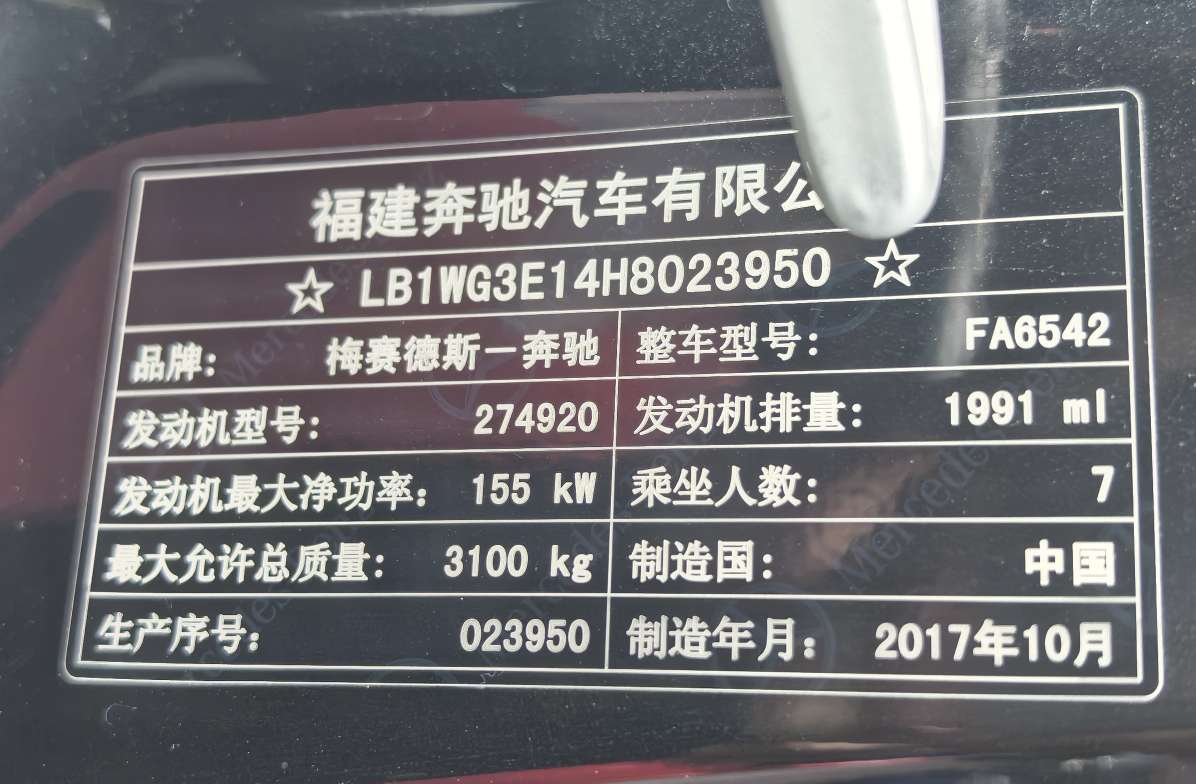 福建奔驰汽车有限公
☆ LB1WG3E14H8023950 ☆
品牌: 梅赛德斯－奔驰 整车型号: FA6542
发动机型号: 274920 发动机排量: 1991 ml
发动机最大净功率: 155 kW 乘坐人数: 7
最大允许总质量: 3100 kg 制造国: 中国
生产序号: 023950 制造年月: 2017年10月